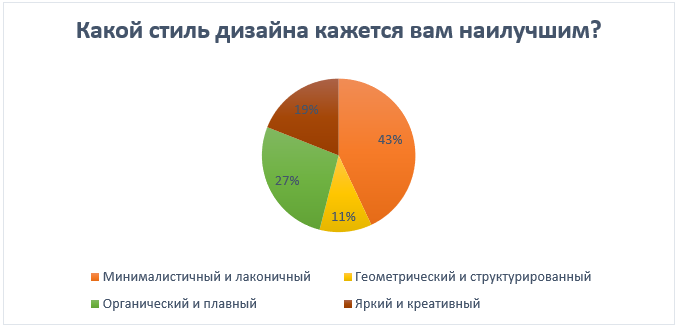 Какой стиль дизайна кажется вам наилучшим?
19%
43%
27%
11%
Минималистичный и лаконичный
Геометрический и структурированный
Органический и плавный
Яркий и креативный